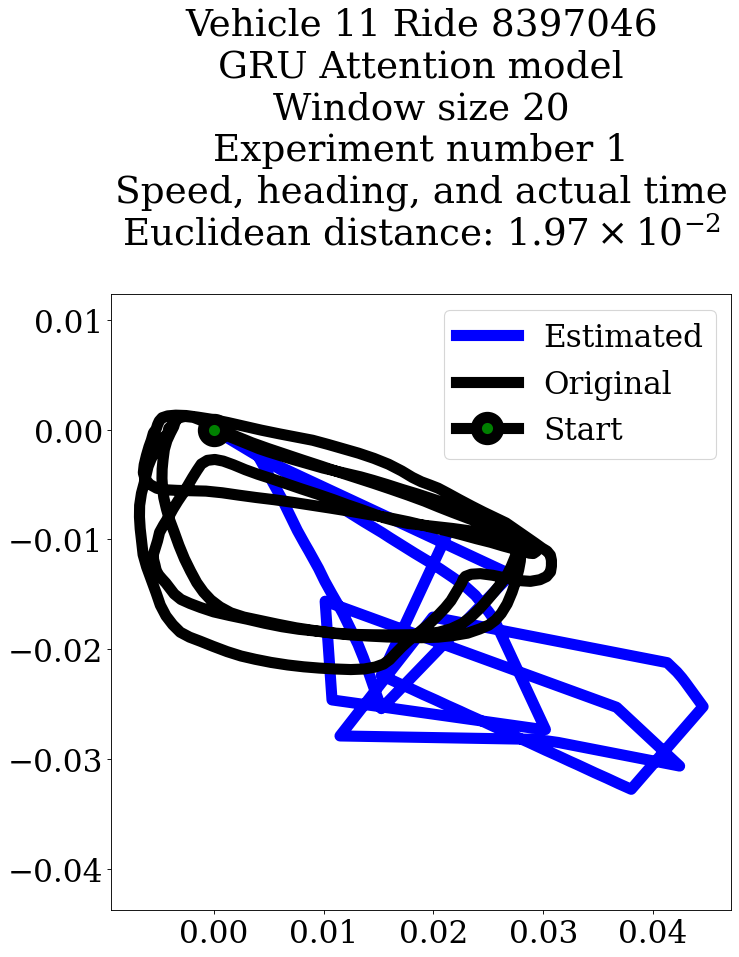 Vehicle 11 Ride 8397046
GRU Attention model
Window size 20
Experiment number 1
Speed, heading, and actual time
Euclidean distance: 1.97 × 10⁻²
Estimated
Original
Start
0.01
0.00
−0.01
−0.02
−0.03
−0.04
0.00 0.01 0.02 0.03 0.04